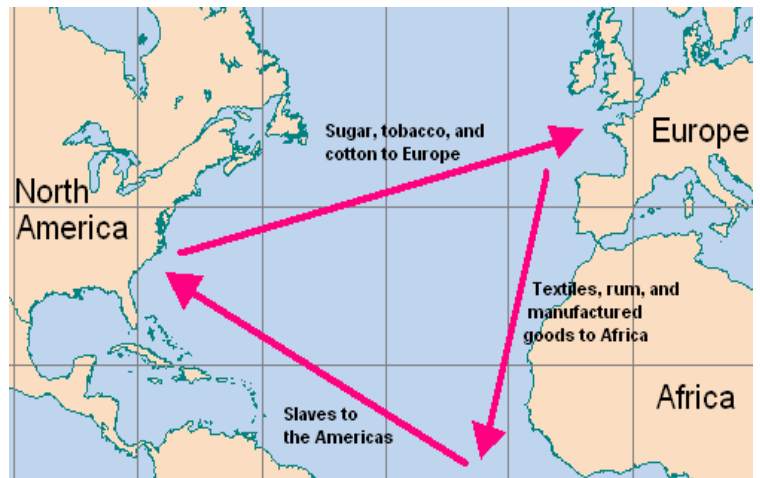 Sugar, tobacco, and
cotton to Europe
Europe
North
America
Textiles, rum, and
manufactured
goods to Africa
Africa
Slaves to
the Americas